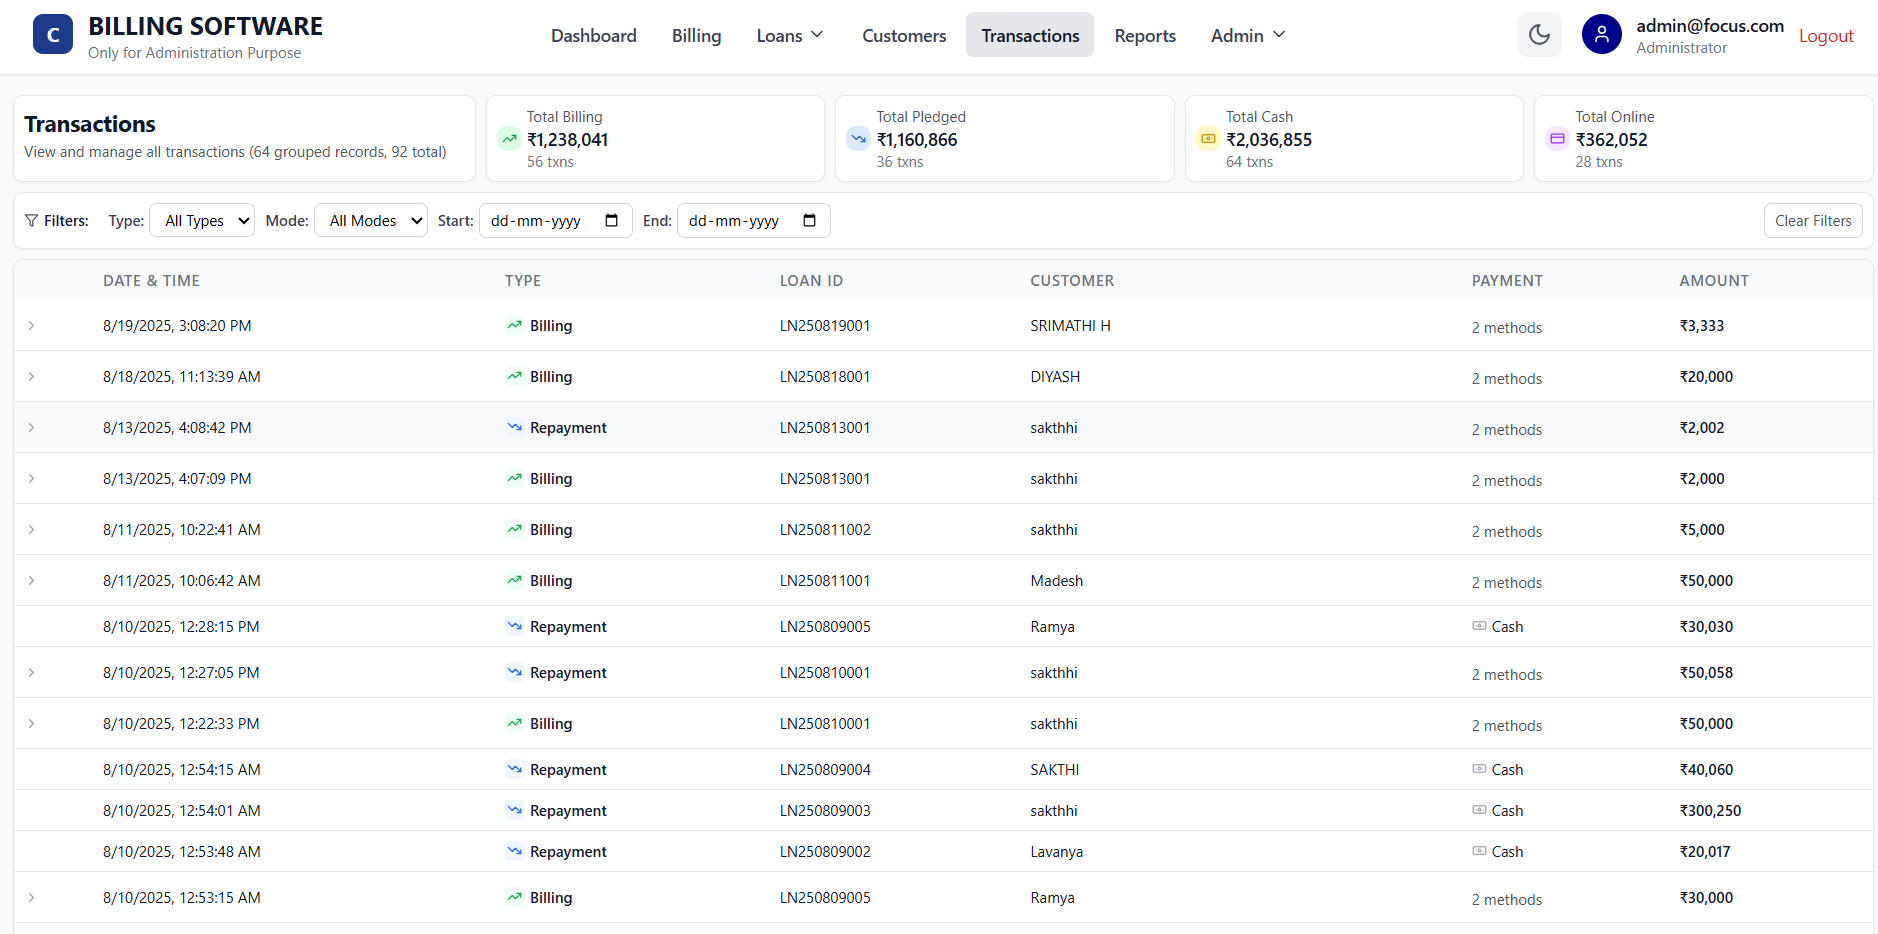 C
BILLING SOFTWARE
Only for Administration Purpose
Dashboard Billing Loans Customers Transactions Reports Admin
admin@focus.com
Administrator
Logout
Transactions
View and manage all transactions (64 grouped records, 92 total)
Total Billing
₹1,238,041
56 txns
Total Pledged
₹1,160,866
36 txns
Total Cash
₹2,036,855
64 txns
Total Online
₹362,052
28 txns
Filters: Type: All Types Mode: All Modes Start: dd-mm-yyyy End: dd-mm-yyyy Clear Filters
DATE & TIME TYPE LOAN ID CUSTOMER PAYMENT AMOUNT
8/19/2025, 3:08:20 PM Billing LN250819001 SRIMATHI H 2 methods ₹3,333
8/18/2025, 11:13:39 AM Billing LN250818001 DIYASH 2 methods ₹20,000
8/13/2025, 4:08:42 PM Repayment LN250813001 sakthhi 2 methods ₹2,002
8/13/2025, 4:07:09 PM Billing LN250813001 sakthhi 2 methods ₹2,000
8/11/2025, 10:22:41 AM Billing LN250811002 sakthhi 2 methods ₹5,000
8/11/2025, 10:06:42 AM Billing LN250811001 Madesh 2 methods ₹50,000
8/10/2025, 12:28:15 PM Repayment LN250809005 Ramya Cash ₹30,030
8/10/2025, 12:27:05 PM Repayment LN250810001 sakthhi 2 methods ₹50,058
8/10/2025, 12:22:33 PM Billing LN250810001 sakthhi 2 methods ₹50,000
8/10/2025, 12:54:15 AM Repayment LN250809004 SAKTHI Cash ₹40,060
8/10/2025, 12:54:01 AM Repayment LN250809003 sakthhi Cash ₹300,250
8/10/2025, 12:53:48 AM Repayment LN250809002 Lavanya Cash ₹20,017
8/10/2025, 12:53:15 AM Billing LN250809005 Ramya 2 methods ₹30,000